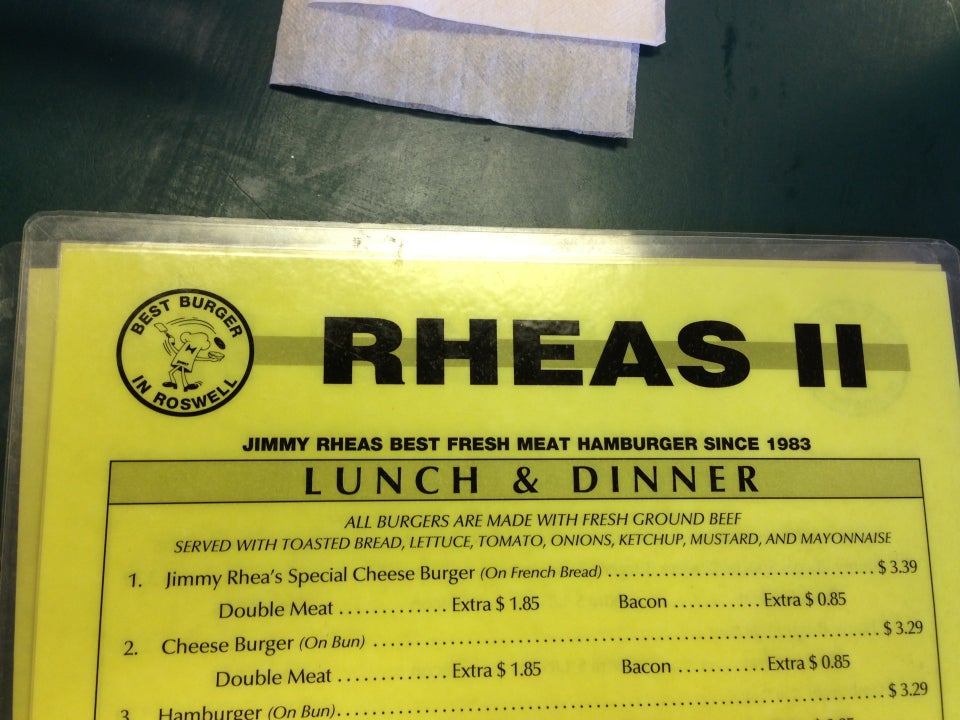 BEST BURGER
IN ROSWELL
RHEAS II
JIMMY RHEAS BEST FRESH MEAT HAMBURGER SINCE 1983
LUNCH & DINNER
ALL BURGERS ARE MADE WITH FRESH GROUND BEEF
SERVED WITH TOASTED BREAD, LETTUCE, TOMATO, ONIONS, KETCHUP, MUSTARD, AND MAYONNAISE
1. Jimmy Rhea's Special Cheese Burger (On French Bread) ................................ $ 3.39
Double Meat ............. Extra $ 1.85 Bacon .......... Extra $ 0.85
2. Cheese Burger (On Bun) ................................................................ $ 3.29
Double Meat ............. Extra $ 1.85 Bacon .......... Extra $ 0.85
3. Hamburger (On Bun)................................................................ $ 3.29